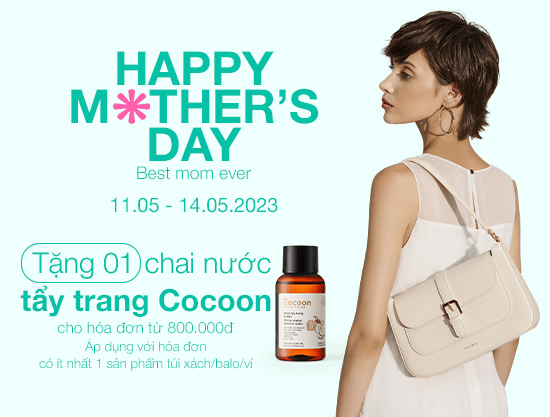 HAPPY
MOTHER'S
DAY
Best mom ever
11.05 - 14.05.2023
Tặng 01 chai nước
tẩy trang Cocoon
cho hóa đơn từ 800.000đ
Áp dụng với hóa đơn
có ít nhất 1 sản phẩm túi xách/balo/ví
Cocoon